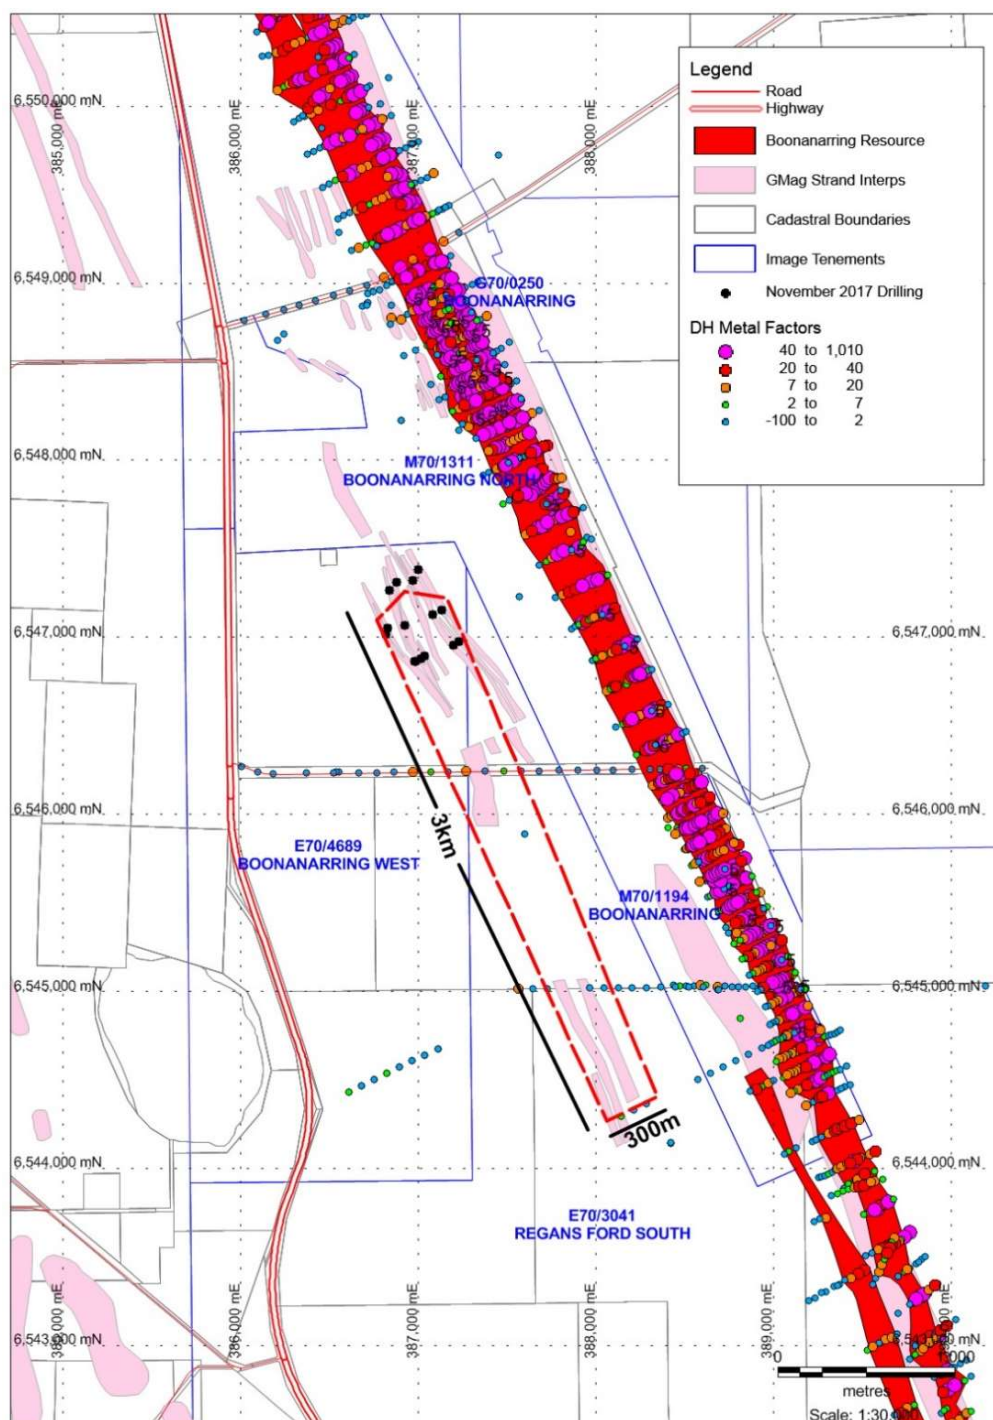 Legend
Road
Highway
Boonanarring Resource
GMag Strand Interps
Cadastral Boundaries
Image Tenements
November 2017 Drilling
DH Metal Factors
40 to 1,010
20 to 40
7 to 20
2 to 7
-100 to 2
6,550,000 mN
385,000 mE
386,000 mE
387,000 mE
388,000 mE
6,549,000 mN
G70/0250
BOONANARRING
6,548,000 mN
M70/1311
BOONANARRING NORTH
6,547,000 mN
6,547,000 mN
6,546,000 mN
6,546,000 mN
3km
E70/4689
BOONANARRING WEST
M70/1194
BOONANARRING
6,545,000 mN
6,545,000 mN
300m
6,544,000 mN
6,544,000 mN
E70/3041
REGANS FORD SOUTH
386,000 mE
387,000 mE
388,000 mE
389,000 mE
6,543,000 mN
0
metres